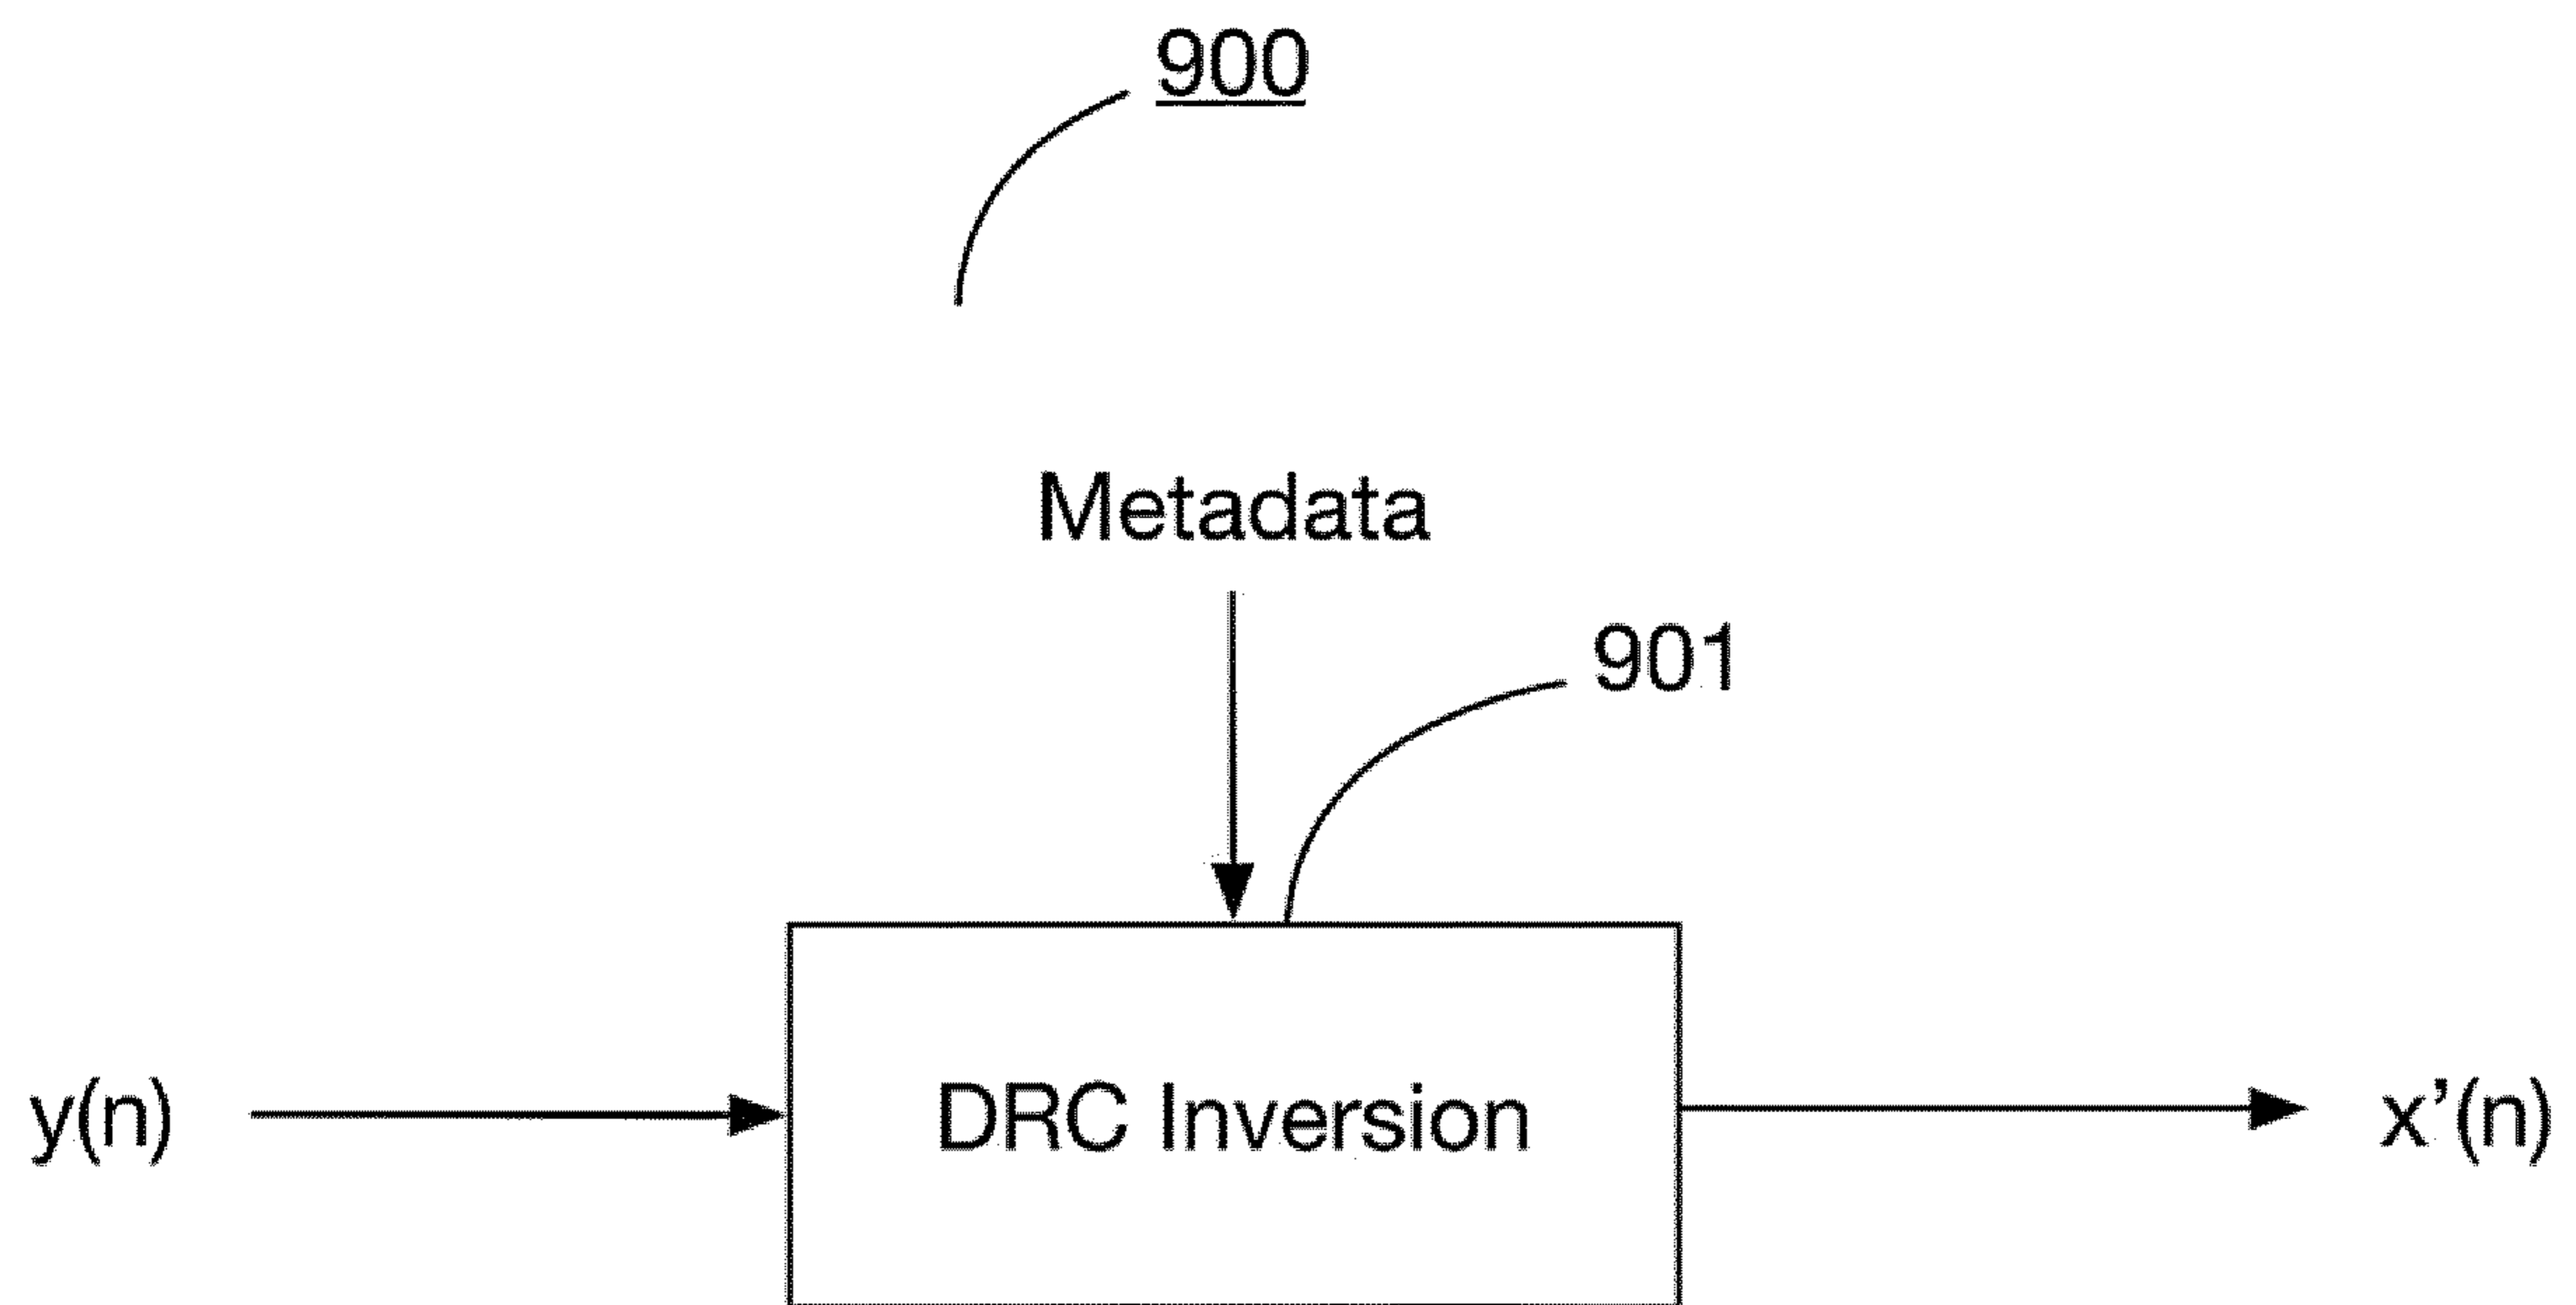 900
Metadata
901
y(n)
DRC Inversion
x’(n)